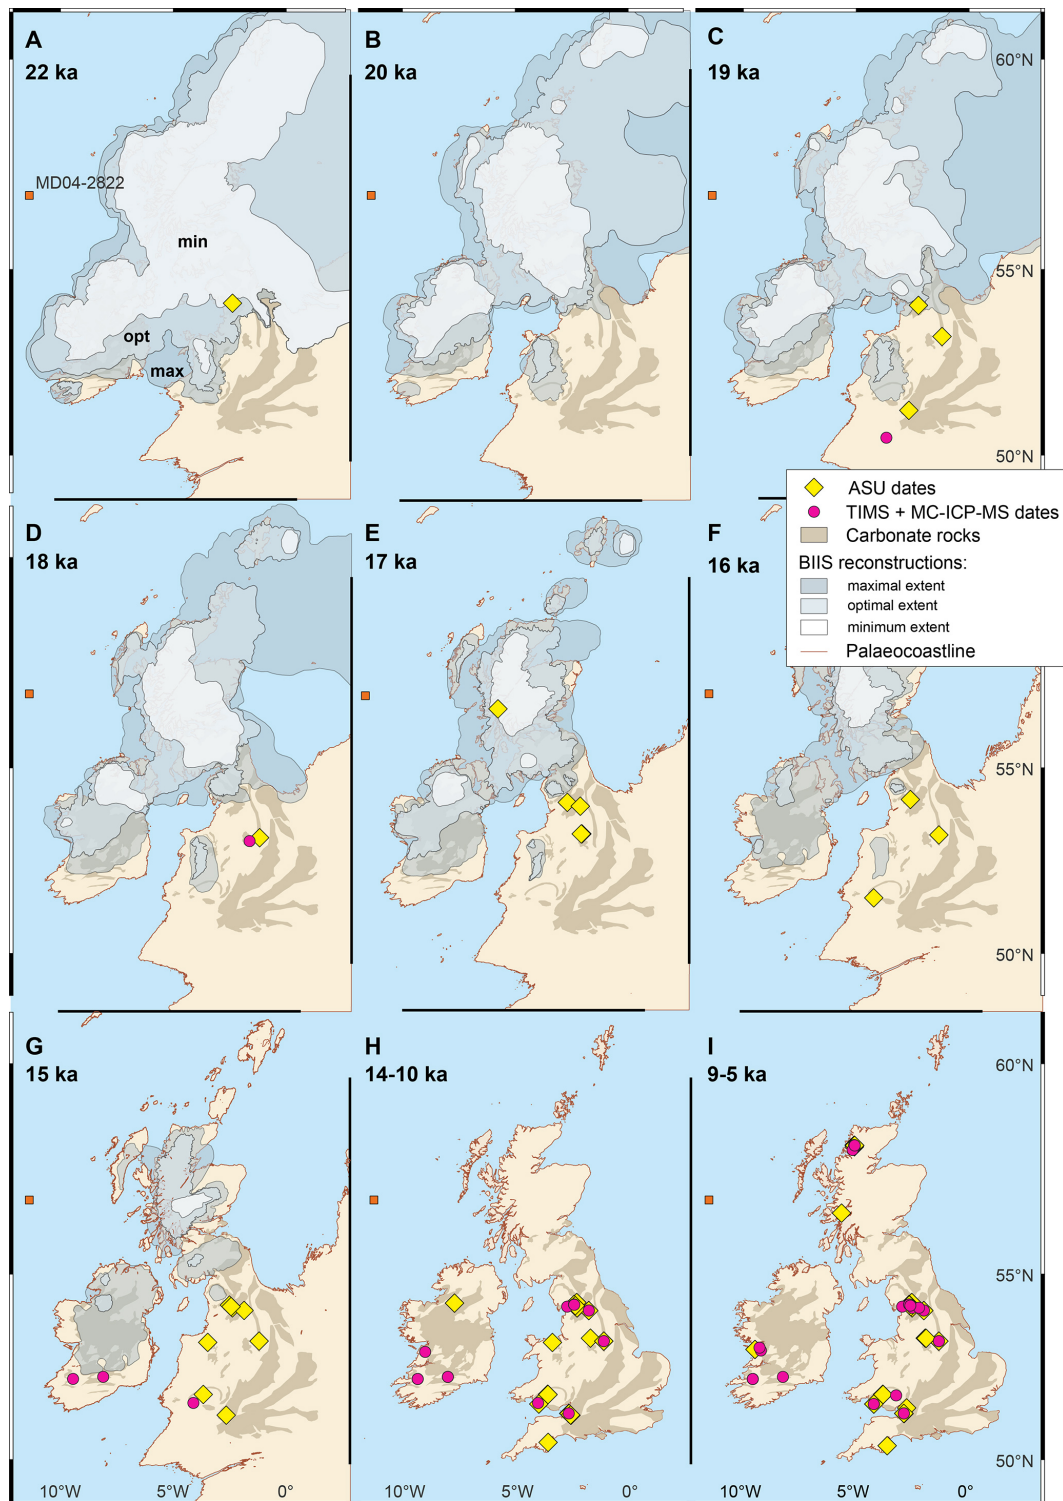 A
22 ka
MD04-2822
min
opt
max
B
20 ka
C
19 ka
60°N
55°N
50°N
ASU dates
TIMS + MC-ICP-MS dates
Carbonate rocks
BIIS reconstructions:
maximal extent
optimal extent
minimum extent
Palaeocoastline
D
18 ka
E
17 ka
F
16 ka
55°N
50°N
G
15 ka
H
14-10 ka
I
9-5 ka
60°N
55°N
50°N
10°W
5°W
0°
10°W
5°W
0°
10°W
5°W
0°
2